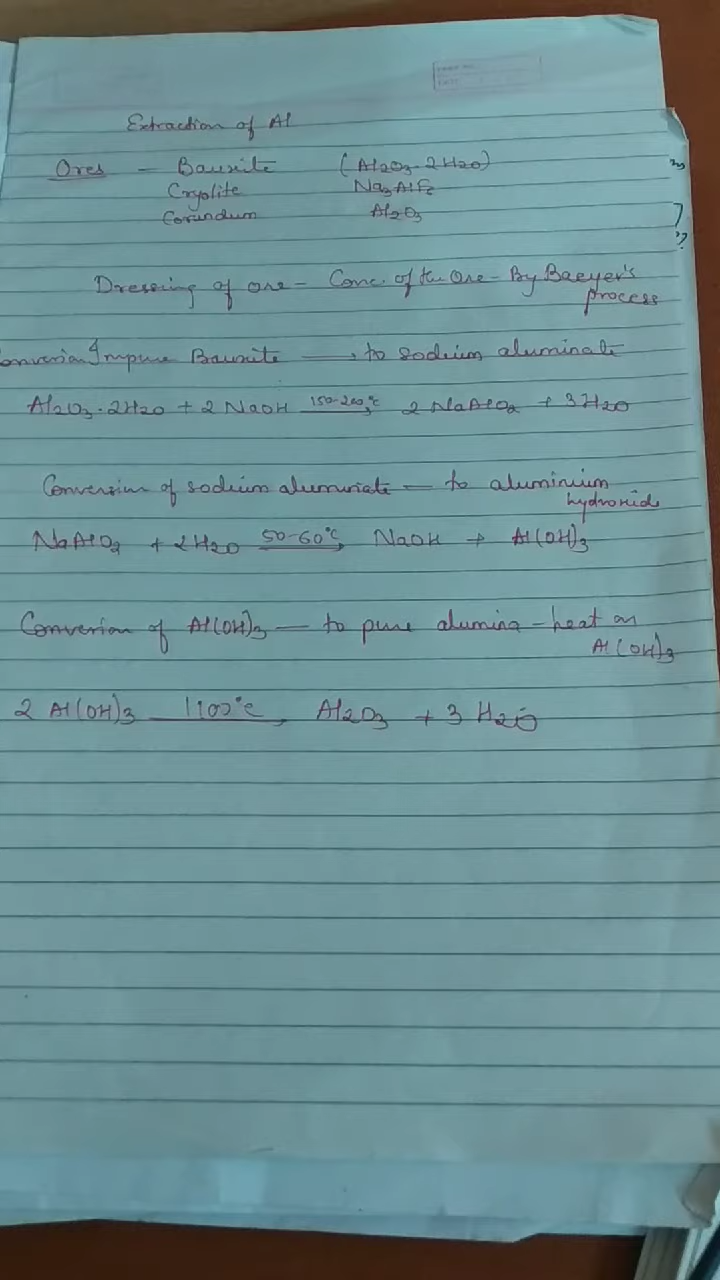 Extraction of Al
Ores - Bauxite (Al2O3 2H2O)
Cryolite Na3AlF6
Corundum Al2O3
Dressing of ore - Conc. of the Ore - By Baeyer's
process
Conversion of Impure Bauxite → to sodium aluminate
Al2O3·2H2O + 2 NaOH 150-200°C → 2 NaAlO2 + 3H2O
Conversion of sodium aluminate - to aluminium
hydroxide
NaAlO2 + 2H2O 50-60°C → NaOH + Al(OH)3
Conversion of Al(OH)3 - to pure alumina - heat on
Al(OH)3
2 Al(OH)3 1100°C → Al2O3 + 3 H2O